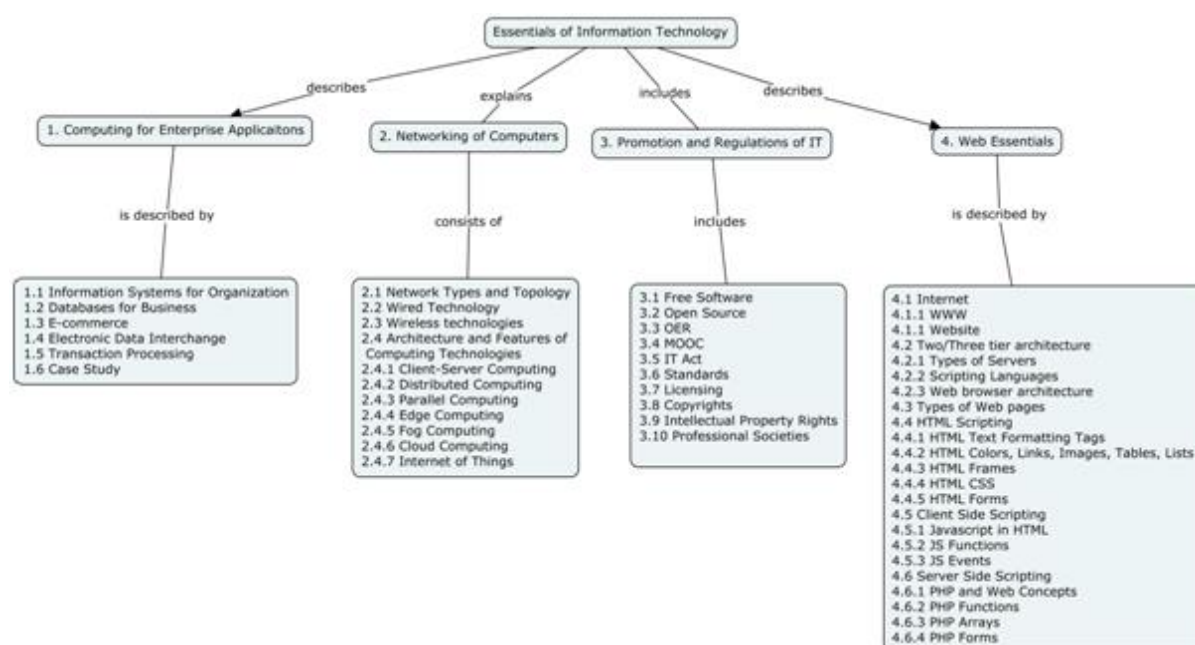 Essentials of Information Technology
describes
explains
includes
describes
1. Computing for Enterprise Applicaitons
2. Networking of Computers
3. Promotion and Regulations of IT
4. Web Essentials
is described by
consists of
includes
is described by
1.1 Information Systems for Organization
1.2 Databases for Business
1.3 E-commerce
1.4 Electronic Data Interchange
1.5 Transaction Processing
1.6 Case Study
2.1 Network Types and Topology
2.2 Wired Technology
2.3 Wireless technologies
2.4 Architecture and Features of
Computing Technologies
2.4.1 Client-Server Computing
2.4.2 Distributed Computing
2.4.3 Parallel Computing
2.4.4 Edge Computing
2.4.5 Fog Computing
2.4.6 Cloud Computing
2.4.7 Internet of Things
3.1 Free Software
3.2 Open Source
3.3 OER
3.4 MOOC
3.5 IT Act
3.6 Standards
3.7 Licensing
3.8 Copyrights
3.9 Intellectual Property Rights
3.10 Professional Societies
4.1 Internet
4.1.1 WWW
4.1.1 Website
4.2 Two/Three tier architecture
4.2.1 Types of Servers
4.2.2 Scripting Languages
4.2.3 Web browser architecture
4.3 Types of Web pages
4.4 HTML Scripting
4.4.1 HTML Text Formatting Tags
4.4.2 HTML Colors, Links, Images, Tables, Lists
4.4.3 HTML Frames
4.4.4 HTML CSS
4.4.5 HTML Forms
4.5 Client Side Scripting
4.5.1 Javascript in HTML
4.5.2 JS Functions
4.5.3 JS Events
4.6 Server Side Scripting
4.6.1 PHP and Web Concepts
4.6.2 PHP Functions
4.6.3 PHP Arrays
4.6.4 PHP Forms